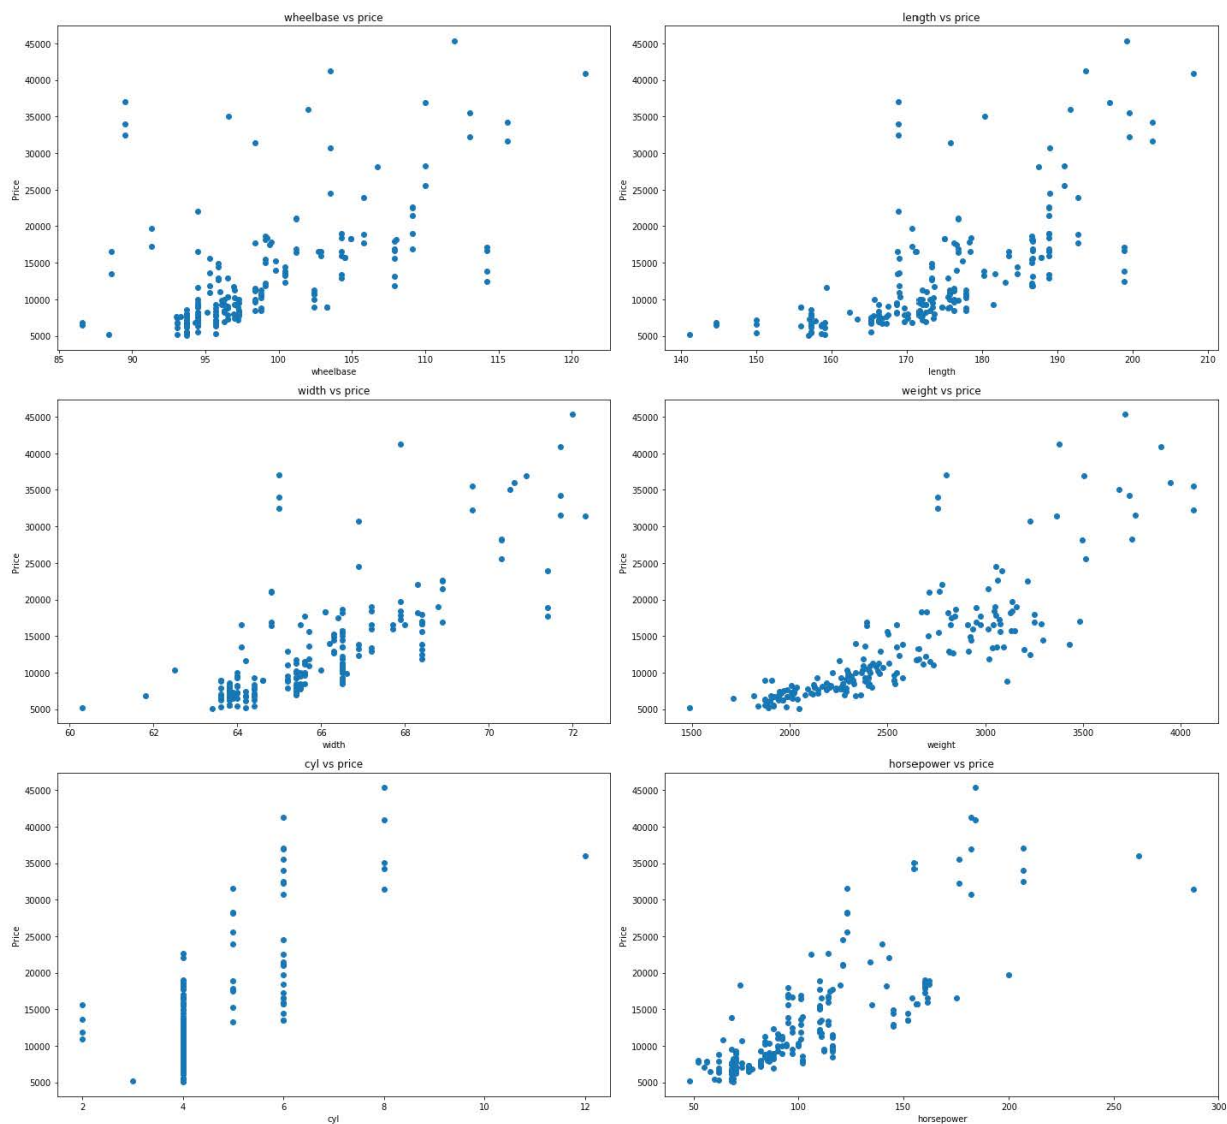 wheelbase vs price
45000
40000
35000
30000
25000
20000
15000
10000
5000
Price
85 90 95 100 105 110 115 120
wheelbase
length vs price
45000
40000
35000
30000
25000
20000
15000
10000
5000
Price
140 150 160 170 180 190 200 210
length
width vs price
45000
40000
35000
30000
25000
20000
15000
10000
5000
Price
60 62 64 66 68 70 72
width
weight vs price
45000
40000
35000
30000
25000
20000
15000
10000
5000
Price
1500 2000 2500 3000 3500 4000
weight
cyl vs price
45000
40000
35000
30000
25000
20000
15000
10000
5000
Price
2 4 6 8 10 12
cyl
horsepower vs price
45000
40000
35000
30000
25000
20000
15000
10000
5000
Price
50 100 150 200 250 300
horsepower